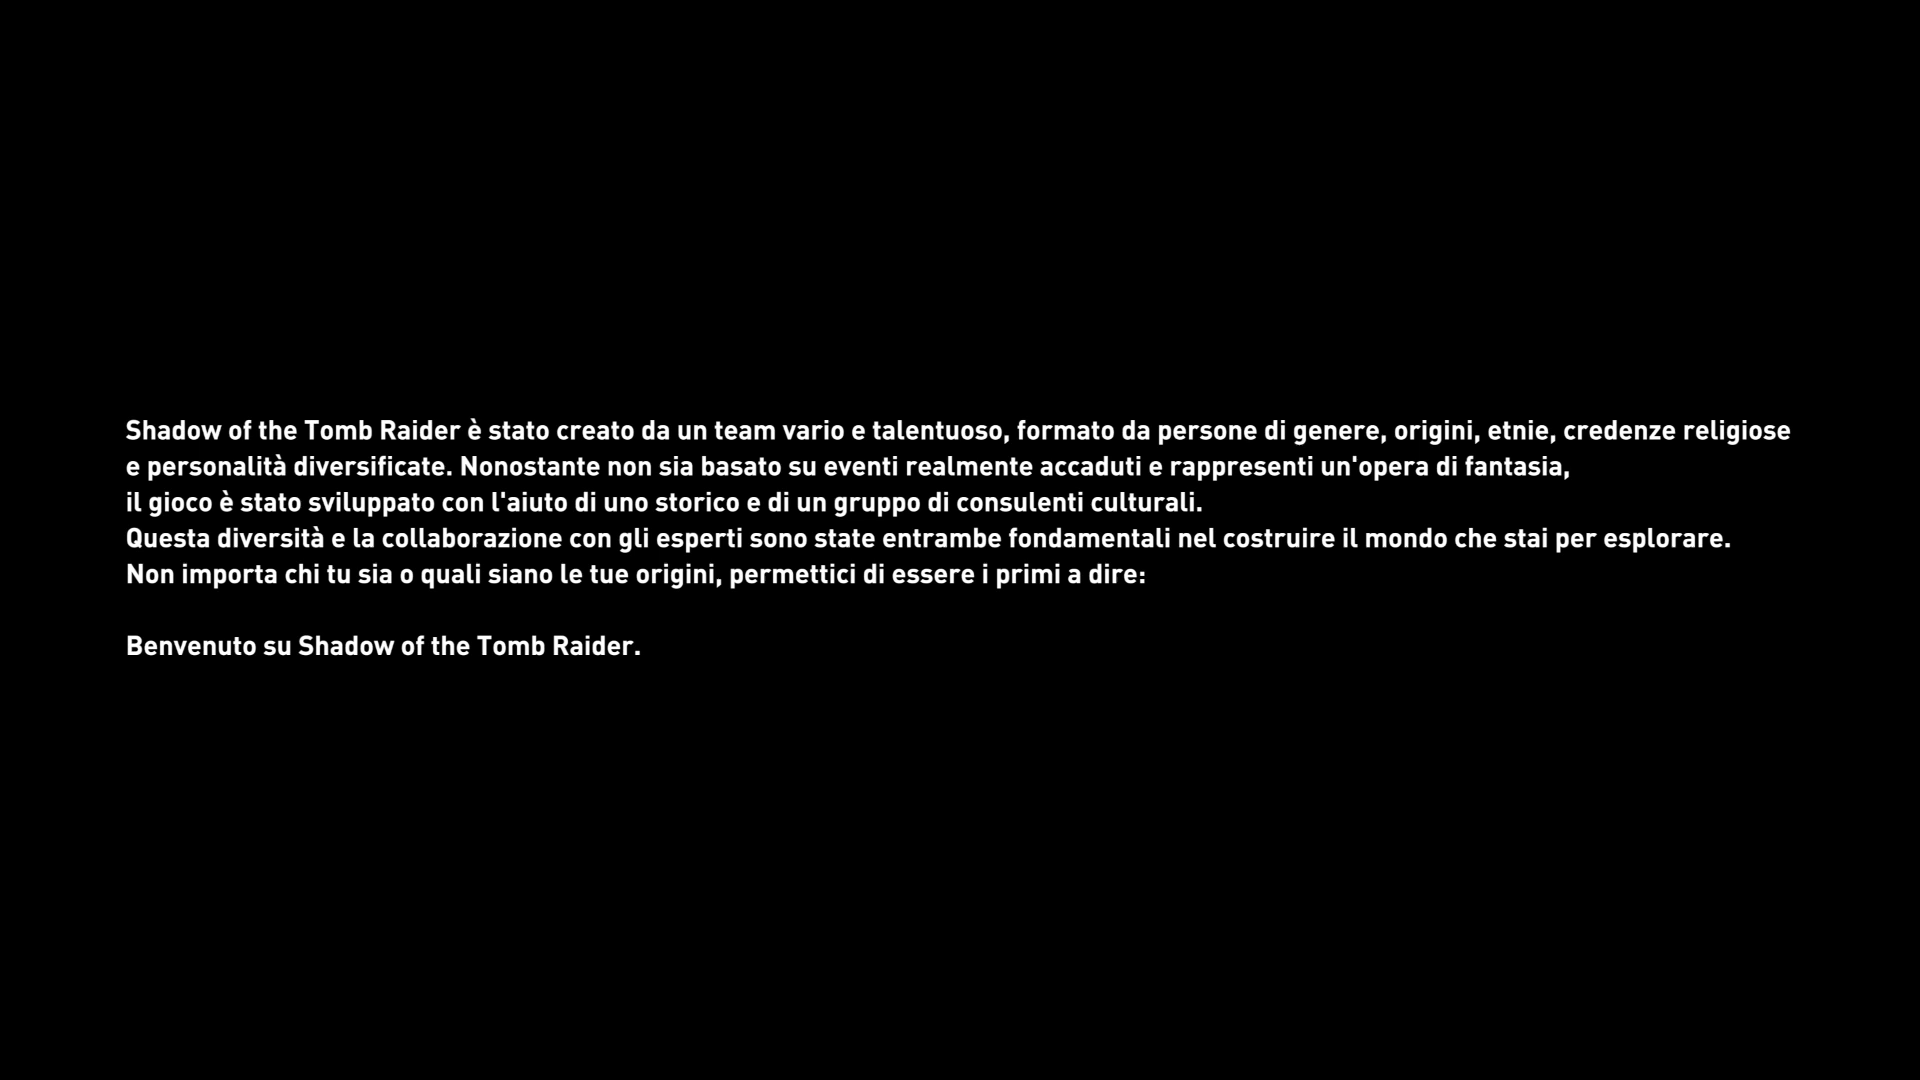 Shadow of the Tomb Raider è stato creato da un team vario e talentuoso, formato da persone di genere, origini, etnie, credenze religiose
e personalità diversificate. Nonostante non sia basato su eventi realmente accaduti e rappresenti un'opera di fantasia,
il gioco è stato sviluppato con l'aiuto di uno storico e di un gruppo di consulenti culturali.
Questa diversità e la collaborazione con gli esperti sono state entrambe fondamentali nel costruire il mondo che stai per esplorare.
Non importa chi tu sia o quali siano le tue origini, permettici di essere i primi a dire:
Benvenuto su Shadow of the Tomb Raider.